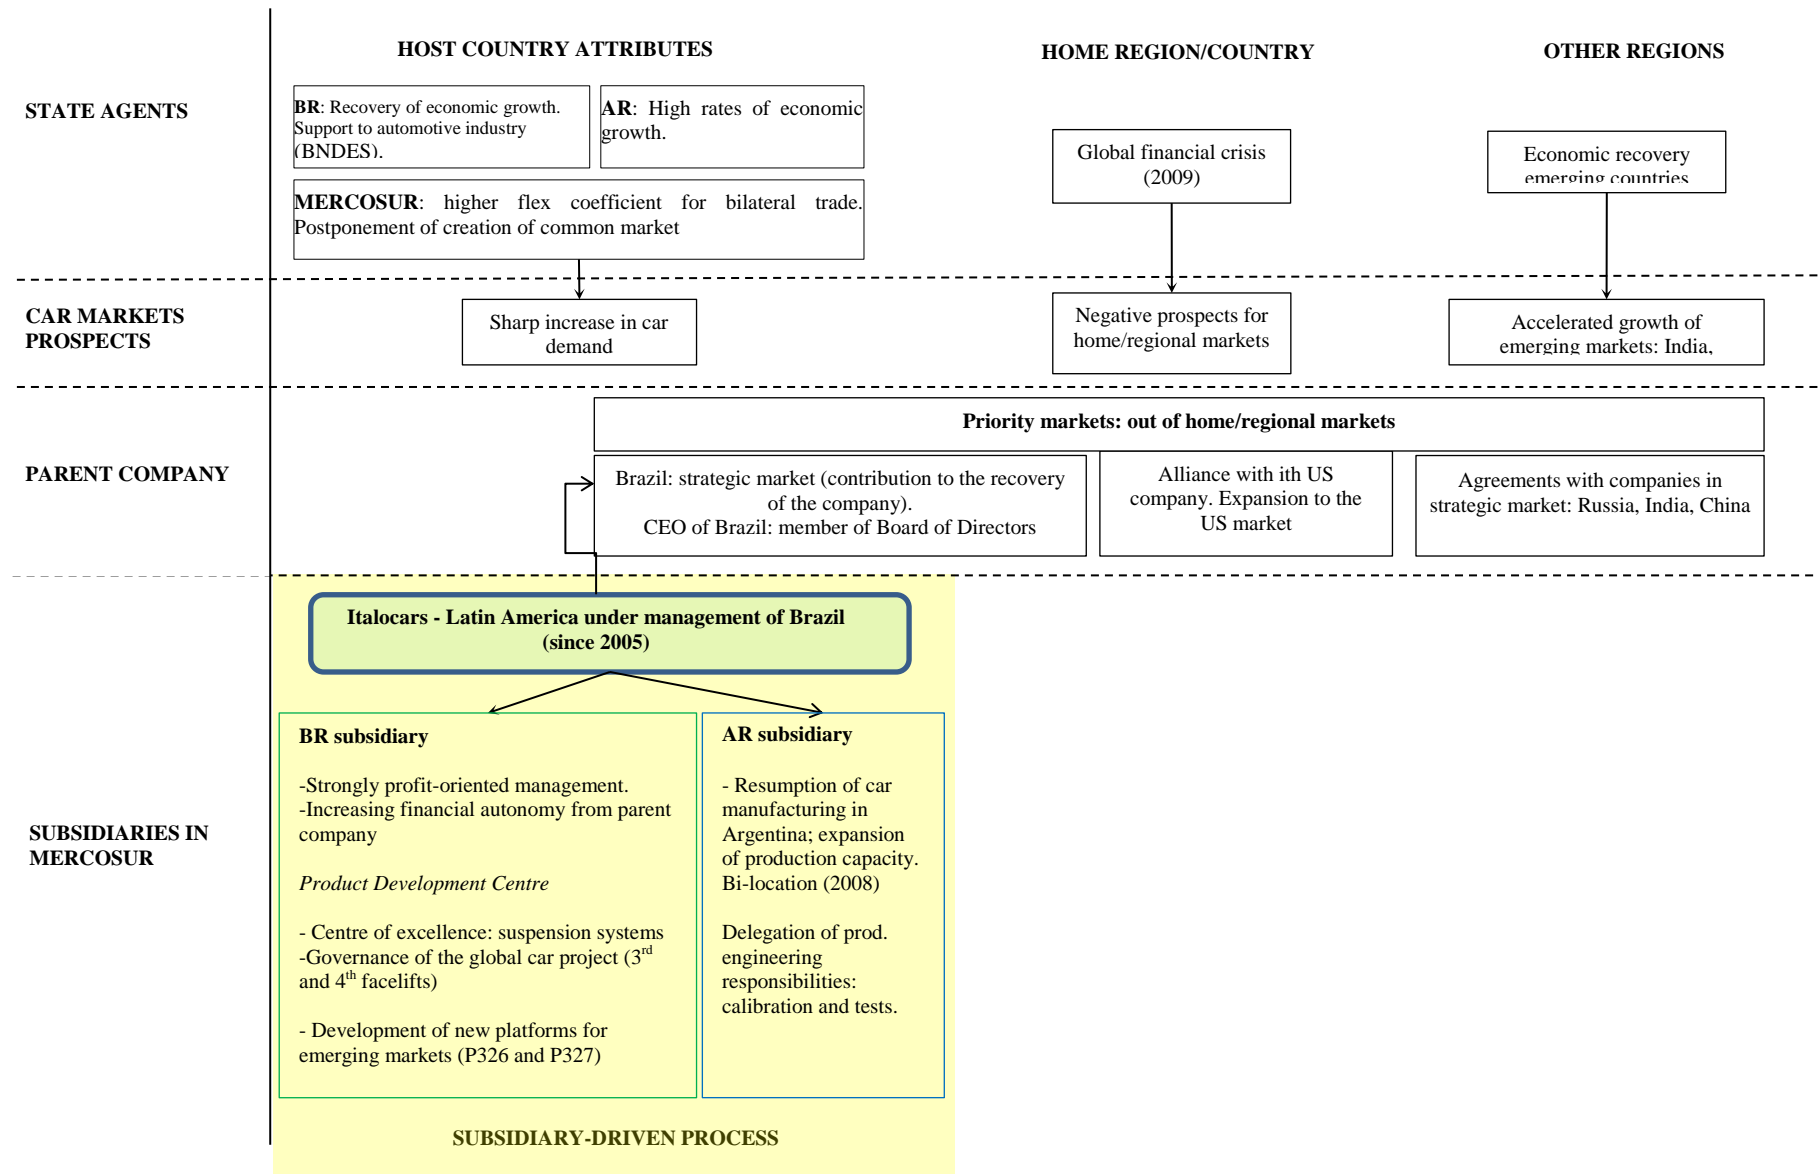 HOST COUNTRY ATTRIBUTES
HOME REGION/COUNTRY
OTHER REGIONS
STATE AGENTS
BR: Recovery of economic growth.
Support to automotive industry
(BNDES).
AR: High rates of economic
growth.
MERCOSUR: higher flex coefficient for bilateral trade.
Postponement of creation of common market
Global financial crisis
(2009)
Economic recovery
emerging countries
CAR MARKETS
PROSPECTS
Sharp increase in car
demand
Negative prospects for
home/regional markets
Accelerated growth of
emerging markets: India,
PARENT COMPANY
Priority markets: out of home/regional markets
Brazil: strategic market (contribution to the recovery
of the company).
CEO of Brazil: member of Board of Directors
Alliance with ith US
company. Expansion to the
US market
Agreements with companies in
strategic market: Russia, India, China
SUBSIDIARIES IN
MERCOSUR
Italocars - Latin America under management of Brazil
(since 2005)
BR subsidiary
-Strongly profit-oriented management.
-Increasing financial autonomy from parent
company
Product Development Centre
- Centre of excellence: suspension systems
-Governance of the global car project (3rd
and 4th facelifts)
- Development of new platforms for
emerging markets (P326 and P327)
AR subsidiary
- Resumption of car
manufacturing in
Argentina; expansion
of production capacity.
Bi-location (2008)
Delegation of prod.
engineering
responsibilities:
calibration and tests.
SUBSIDIARY-DRIVEN PROCESS